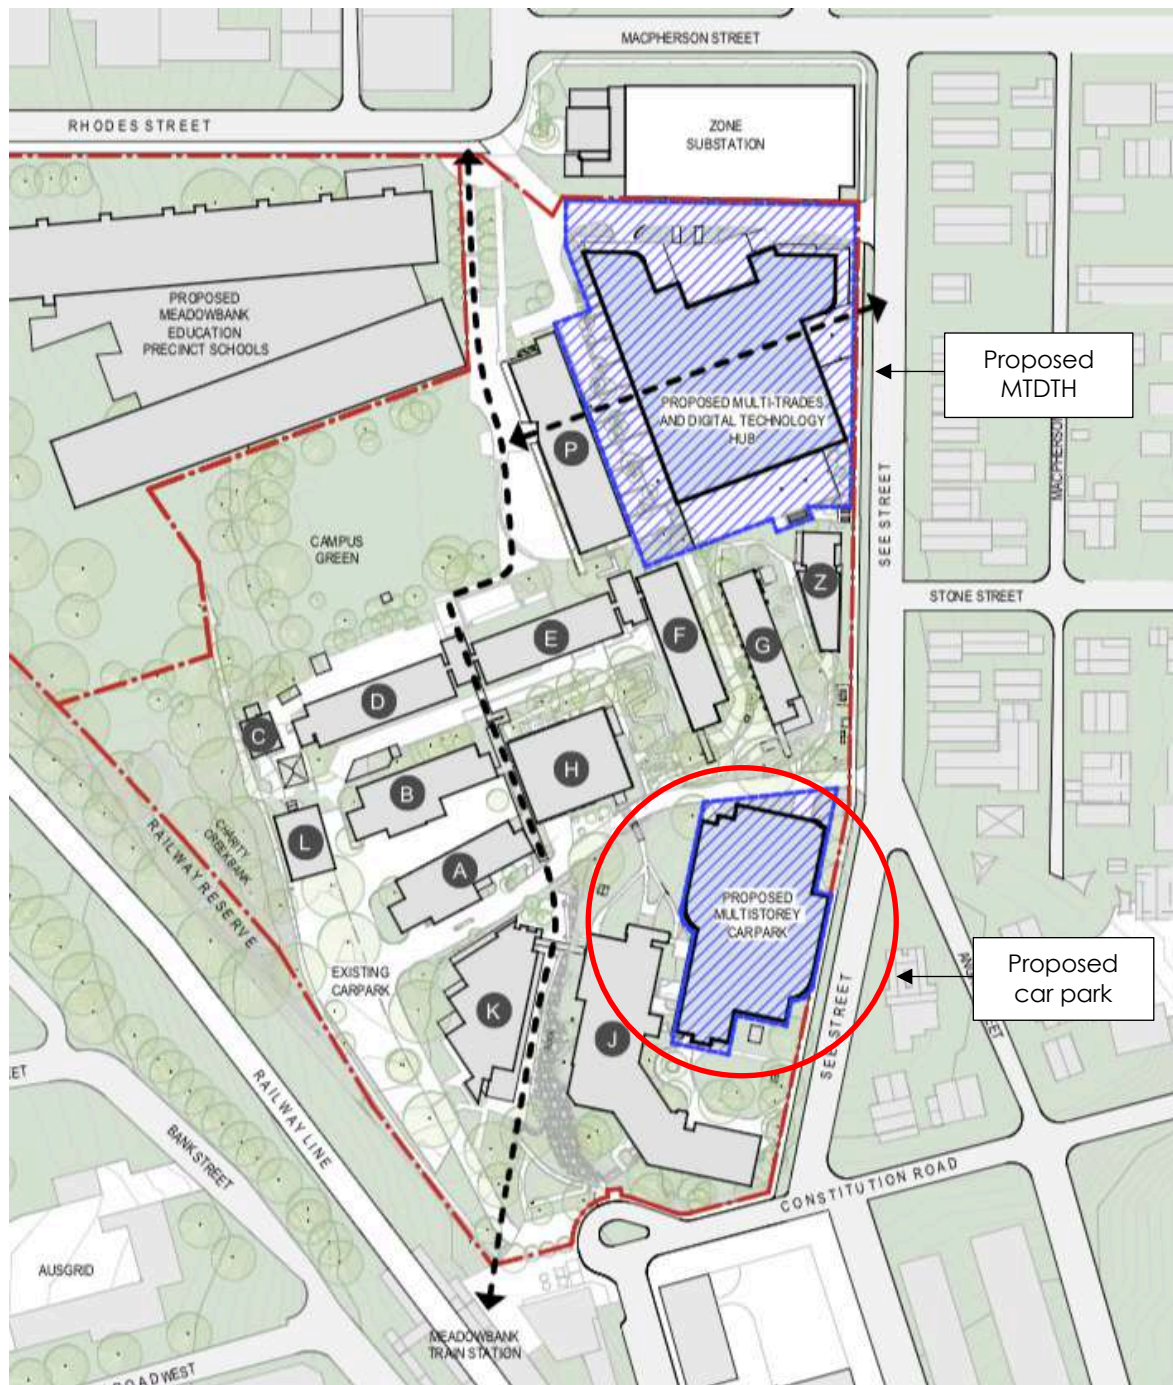 MACPHERSON STREET
RHODES STREET
ZONE
SUBSTATION
PROPOSED
MEADOWBANK
EDUCATION
PRECINCT SCHOOLS
Proposed
MTDTH
PROPOSED MULTI-TRADES
AND DIGITAL TECHNOLOGY
HUB
P
MACPHERSON
SEE STREET
CAMPUS
GREEN
Z
STONE STREET
E
F
G
D
C
H
B
L
A
CHARITY
CREEKBANK
RAILWAY RESERVE
PROPOSED
MULTISTOREY
CARPARK
EXISTING
CARPARK
Proposed
car park
K
J
SEE STREET
ET
RAILWAY LINE
BANK STREET
CONSTITUTION ROAD
AUSGRID
MEADOWBANK
TRAIN STATION
ROAD WEST